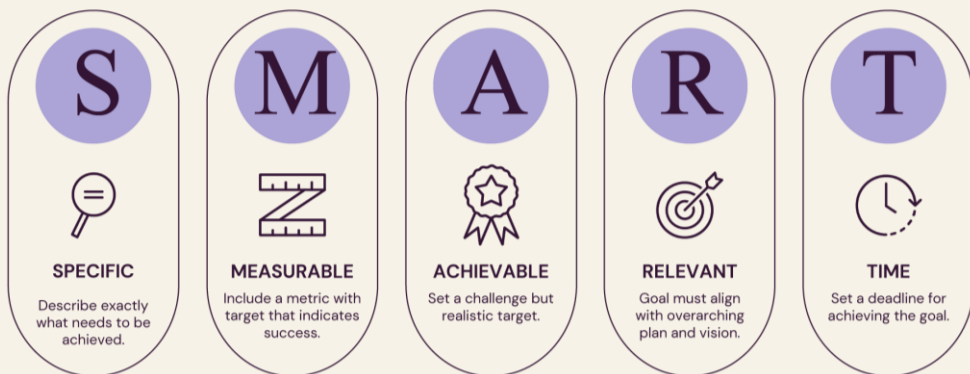 S
SPECIFIC
Describe exactly
what needs to be
achieved.
M
MEASURABLE
Include a metric with
target that indicates
success.
A
ACHIEVABLE
Set a challenge but
realistic target.
R
RELEVANT
Goal must align
with overarching
plan and vision.
T
TIME
Set a deadline for
achieving the goal.